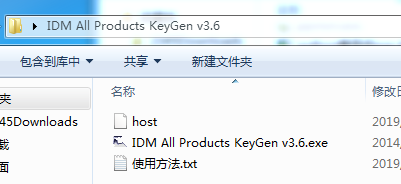 IDM All Products KeyGen v3.6
包含到库中 共享 新建文件夹
名称 修改日
夹
45Downloads
载
面
host 2019
IDM All Products KeyGen v3.6.exe 2014
使用方法.txt 2019